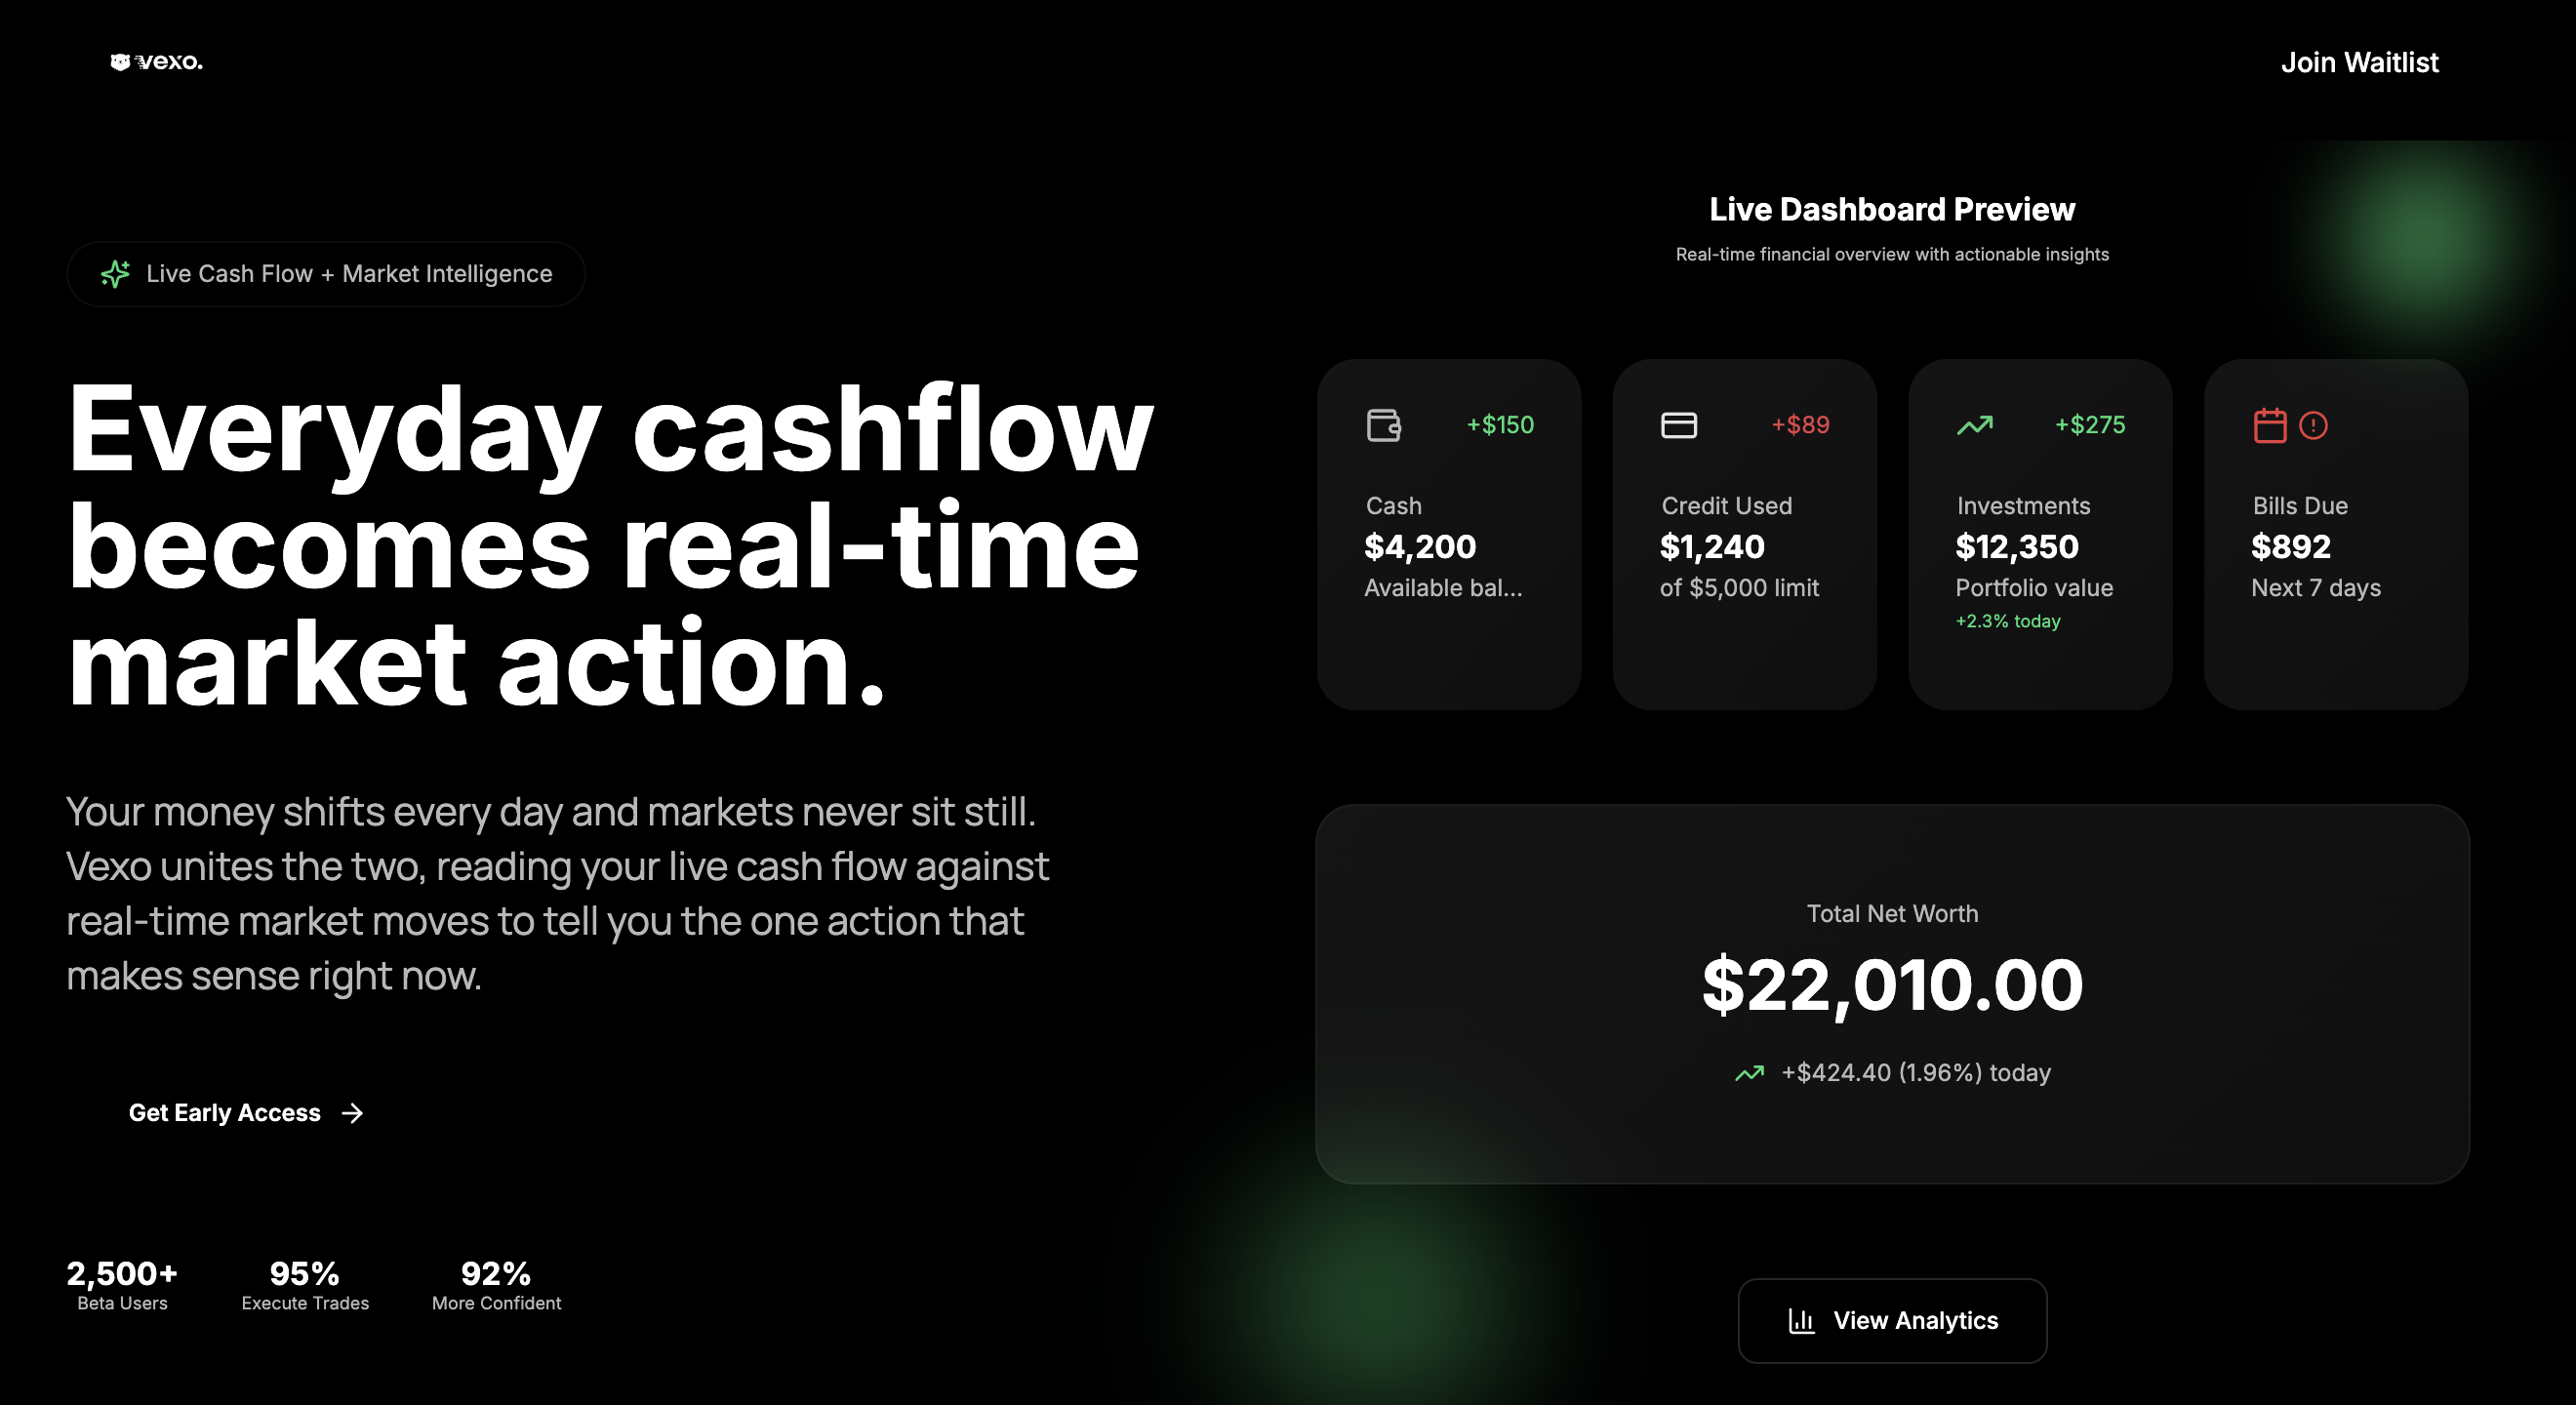 vexo.
Join Waitlist
Live Cash Flow + Market Intelligence
Everyday cashflow
becomes real-time
market action.
Your money shifts every day and markets never sit still.
Vexo unites the two, reading your live cash flow against
real-time market moves to tell you the one action that
makes sense right now.
Get Early Access
2,500+
Beta Users
95%
Execute Trades
92%
More Confident
Live Dashboard Preview
Real-time financial overview with actionable insights
+$150
Cash
$4,200
Available bal...
+$89
Credit Used
$1,240
of $5,000 limit
+$275
Investments
$12,350
Portfolio value
+2.3% today
Bills Due
$892
Next 7 days
Total Net Worth
$22,010.00
+$424.40 (1.96%) today
View Analytics